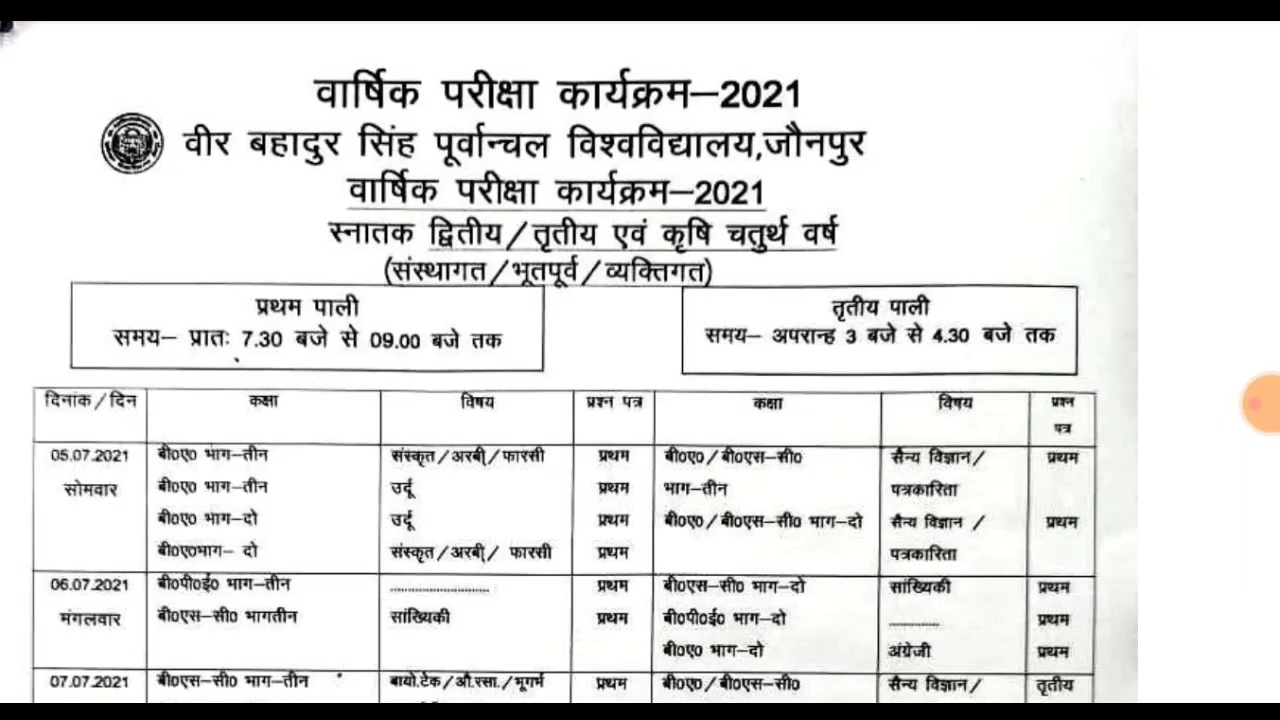 वार्षिक परीक्षा कार्यक्रम–2021
वीर बहादुर सिंह पूर्वान्चल विश्वविद्यालय,जौनपुर
वार्षिक परीक्षा कार्यक्रम–2021
स्नातक द्वितीय/तृतीय एवं कृषि चतुर्थ वर्ष
(संस्थागत/भूतपूर्व/व्यक्तिगत)
प्रथम पाली
समय– प्रातः 7.30 बजे से 09.00 बजे तक
तृतीय पाली
समय– अपरान्ह 3 बजे से 4.30 बजे तक
दिनांक/दिन कक्षा विषय प्रश्न पत्र कक्षा विषय प्रश्न
पत्र
05.07.2021 बी0ए0 भाग–तीन संस्कृत/अरबी/फारसी प्रथम बी0ए0/बी0एस–सी0 सैन्य विज्ञान/ प्रथम
सोमवार बी0ए0 भाग–तीन उर्दू प्रथम भाग–तीन पत्रकारिता
बी0ए0 भाग–दो उर्दू प्रथम बी0ए0/बी0एस–सी0 भाग–दो सैन्य विज्ञान / प्रथम
बी0ए0भाग– दो संस्कृत/अरबी/ फारसी प्रथम पत्रकारिता
06.07.2021 बी0पी0ई0 भाग–तीन ........................... प्रथम बी0एस–सी0 भाग–दो सांख्यिकी प्रथम
मंगलवार बी0एस–सी0 भागतीन सांख्यिकी प्रथम बी0पी0ई0 भाग–दो ............. प्रथम
बी0ए0 भाग–दो अंग्रेजी प्रथम
07.07.2021 बी0एस–सी0 भाग–तीन बायो.टेक/औ.रसा./भूगर्भ प्रथम बी0ए0/बी0एस–सी0 सैन्य विज्ञान/ तृतीय